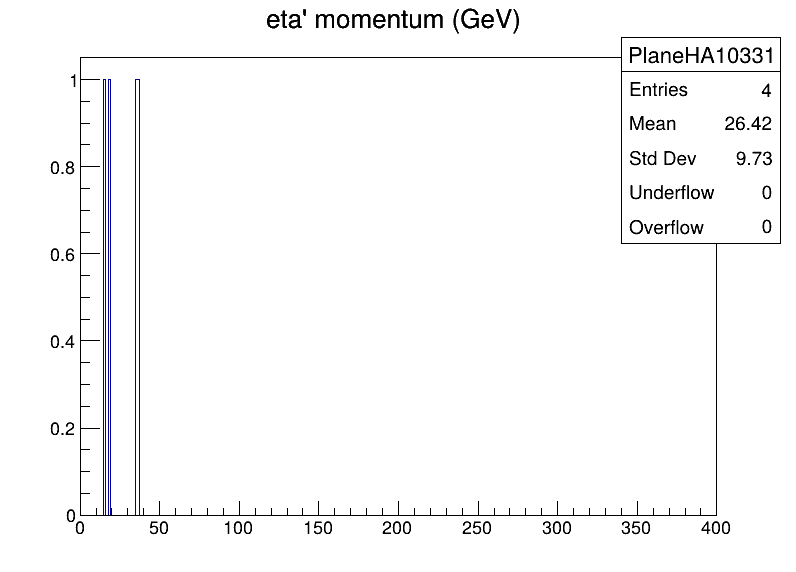 eta' momentum (GeV)
PlaneHA10331
Entries 4
Mean 26.42
Std Dev 9.73
Underflow 0
Overflow 0
1
0.8
0.6
0.4
0.2
0
0 50 100 150 200 250 300 350 400